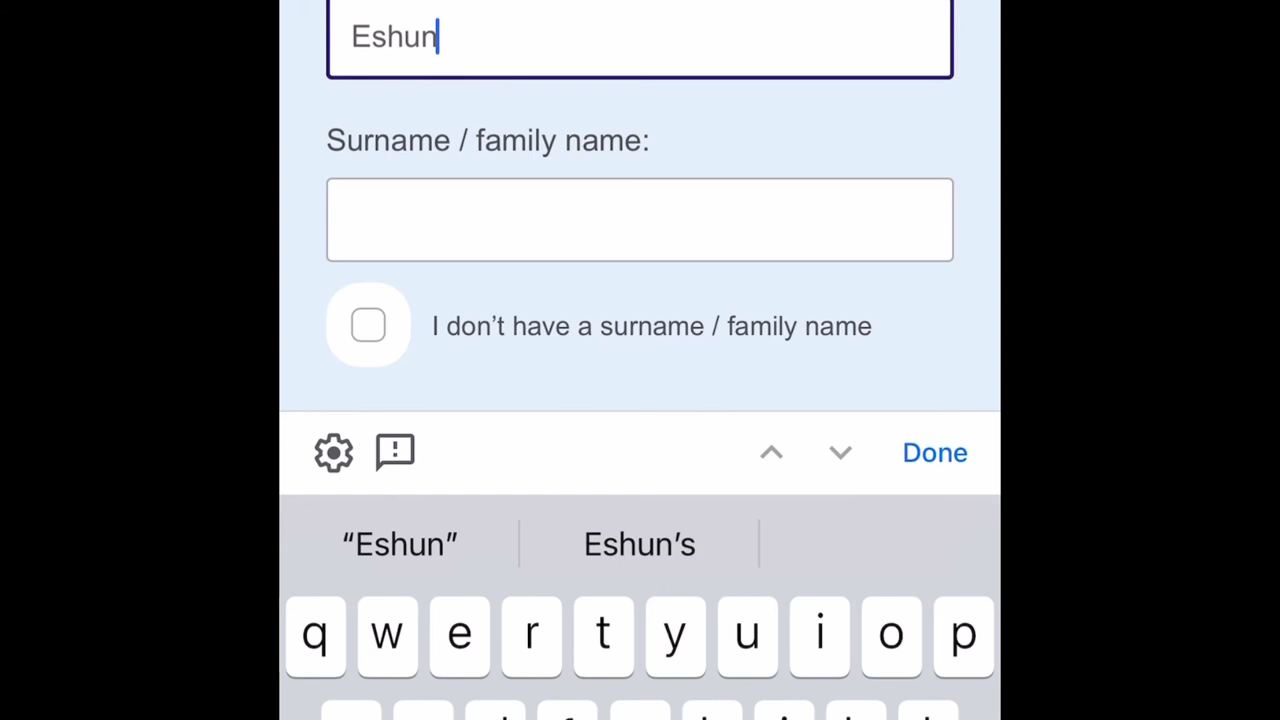 Eshun
Surname / family name:
I don’t have a surname / family name
Done
“Eshun” Eshun’s
q w e r t y u i o p